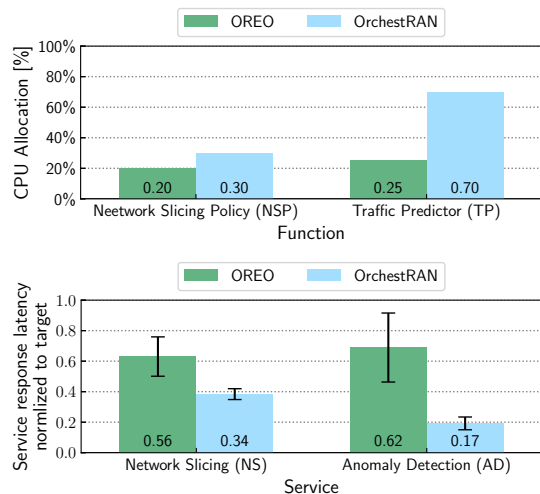 OREO OrchestRAN
100%
80%
60%
40%
20%
0%
CPU Allocation [%]
0.20 0.30 0.25 0.70
Neetwork Slicing Policy (NSP) Traffic Predictor (TP)
Function
OREO OrchestRAN
1.0
0.8
0.6
0.4
0.2
0.0
Service response latency
normlized to target
0.56 0.34 0.62 0.17
Network Slicing (NS) Anomaly Detection (AD)
Service